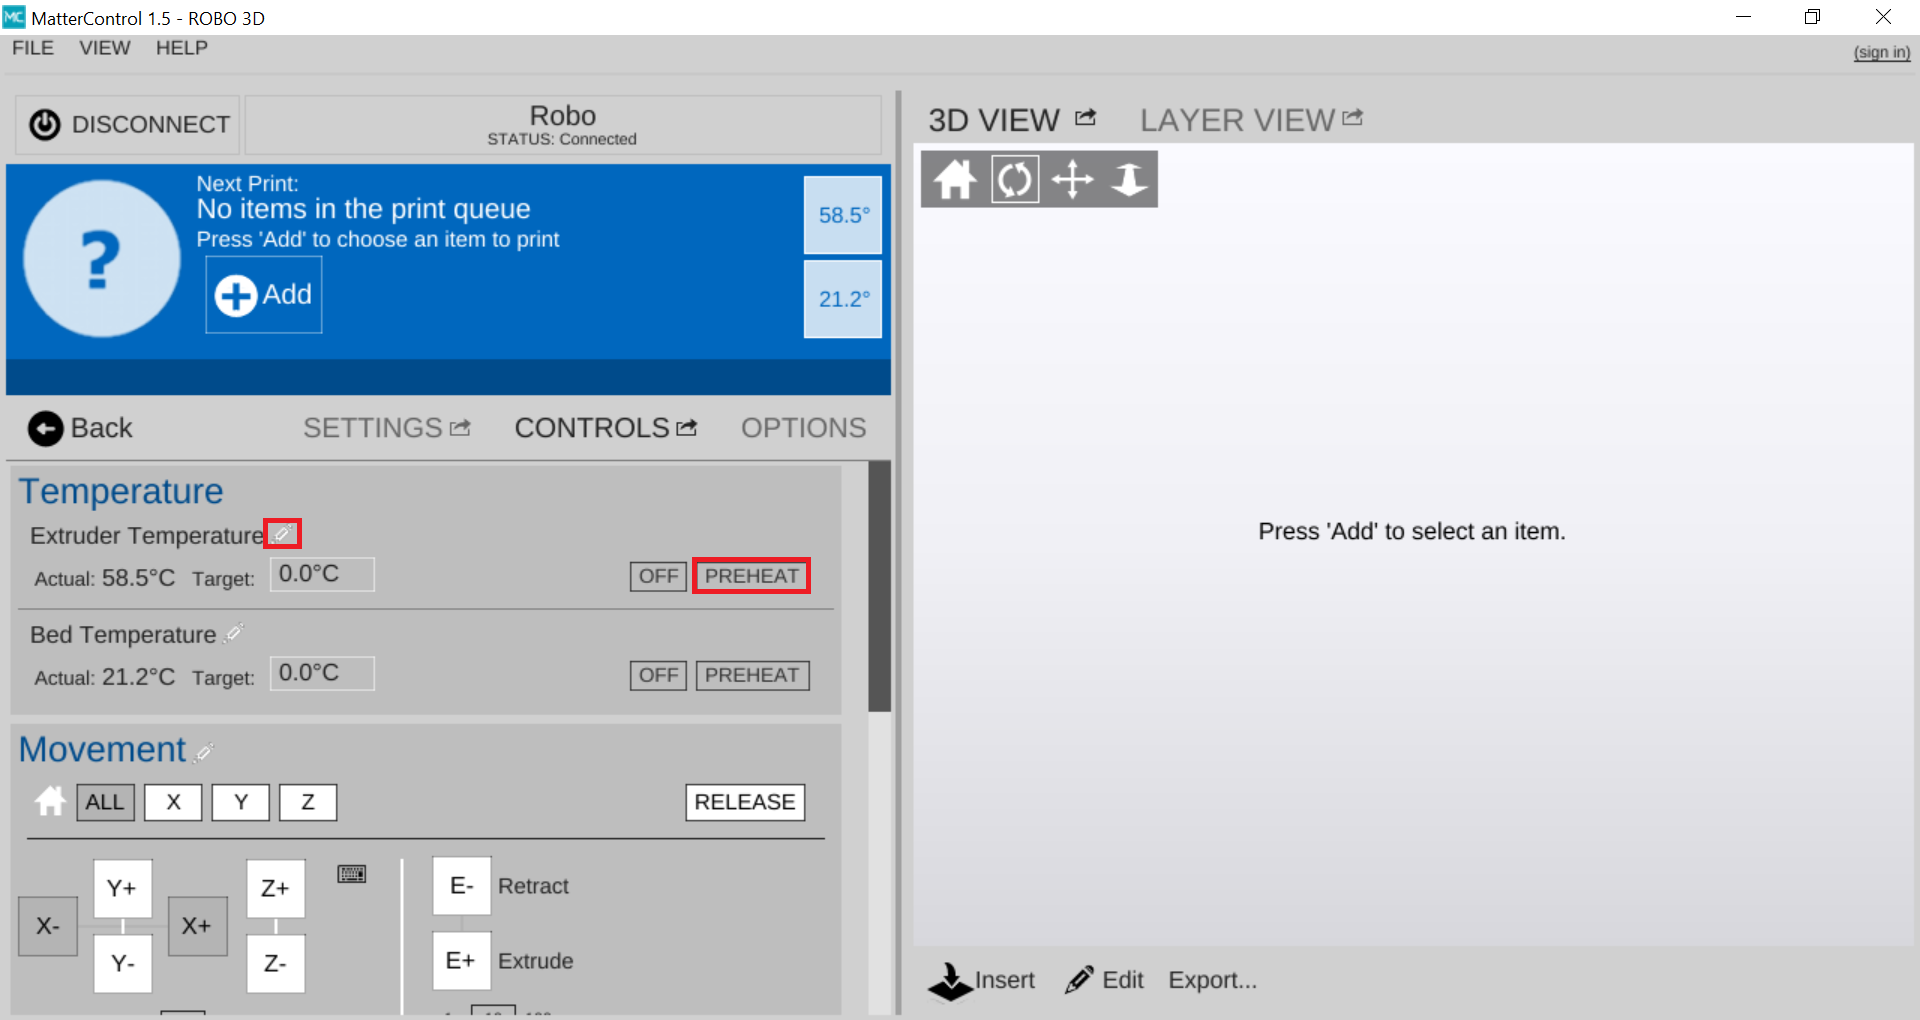 MC MatterControl 1.5 - ROBO 3D
FILE VIEW HELP
(sign in)
DISCONNECT
Robo
STATUS: Connected
Next Print:
No items in the print queue
Press 'Add' to choose an item to print
Add
58.5°
21.2°
Back
SETTINGS
CONTROLS
OPTIONS
Temperature
Extruder Temperature
Actual: 58.5°C Target: 0.0°C OFF PREHEAT
Bed Temperature
Actual: 21.2°C Target: 0.0°C OFF PREHEAT
Movement
ALL X Y Z RELEASE
Y+
Z+
E- Retract
X-
X+
Y-
Z-
E+ Extrude
3D VIEW
LAYER VIEW
Press 'Add' to select an item.
Insert
Edit
Export...